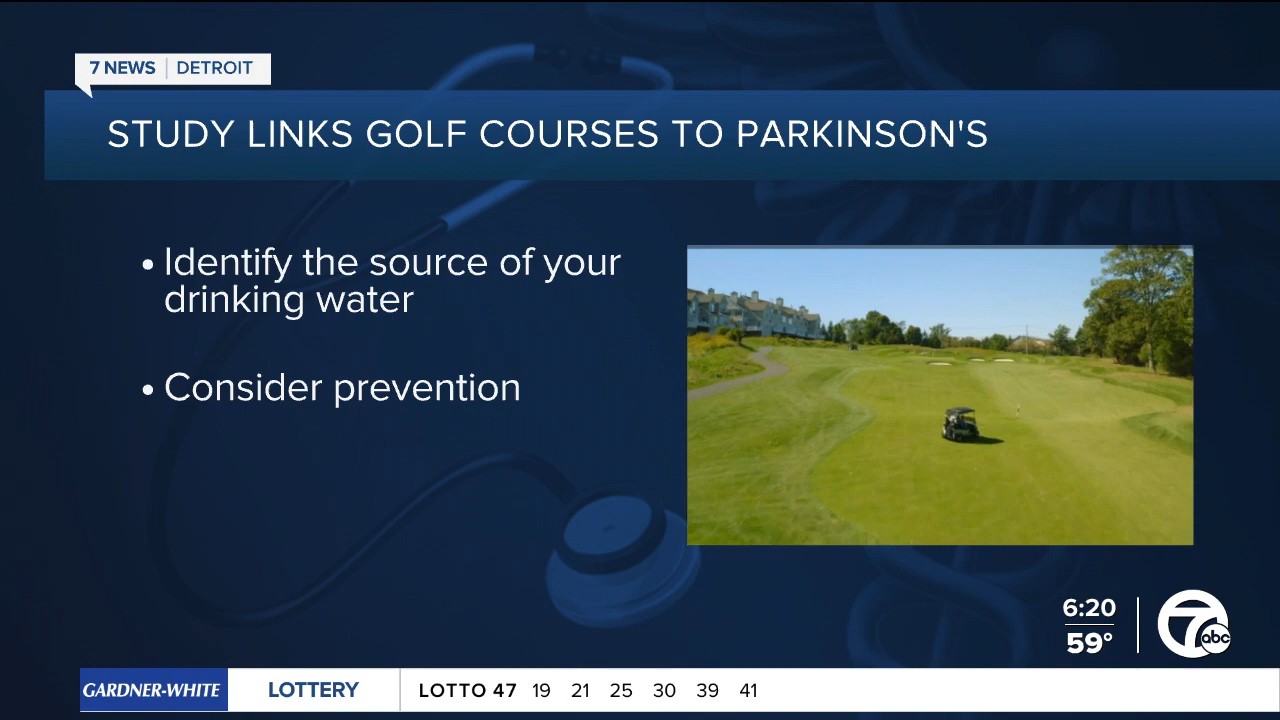 7 NEWS | DETROIT
STUDY LINKS GOLF COURSES TO PARKINSON'S
• Identify the source of your
drinking water
• Consider prevention
6:20
59°
7 abc
GARDNER-WHITE LOTTERY LOTTO 47 19 21 25 30 39 41